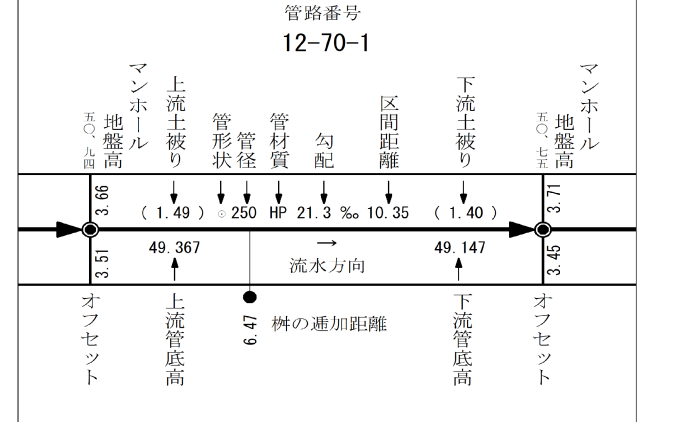 管路番号
12-70-1
マンホール
地盤高
五〇、九四
上流土被り
管形状
管径
管材質
勾配
区間距離
下流土被り
マンホール
地盤高
五〇、七五
3.66
( 1.49 ) ⊙ 250 HP 21.3 ‰ 10.35 ( 1.40 )
3.71
3.51
49.367
→
流水方向
49.147
3.45
オフセット
上流管底高
6.47
桝の逓加距離
下流管底高
オフセット